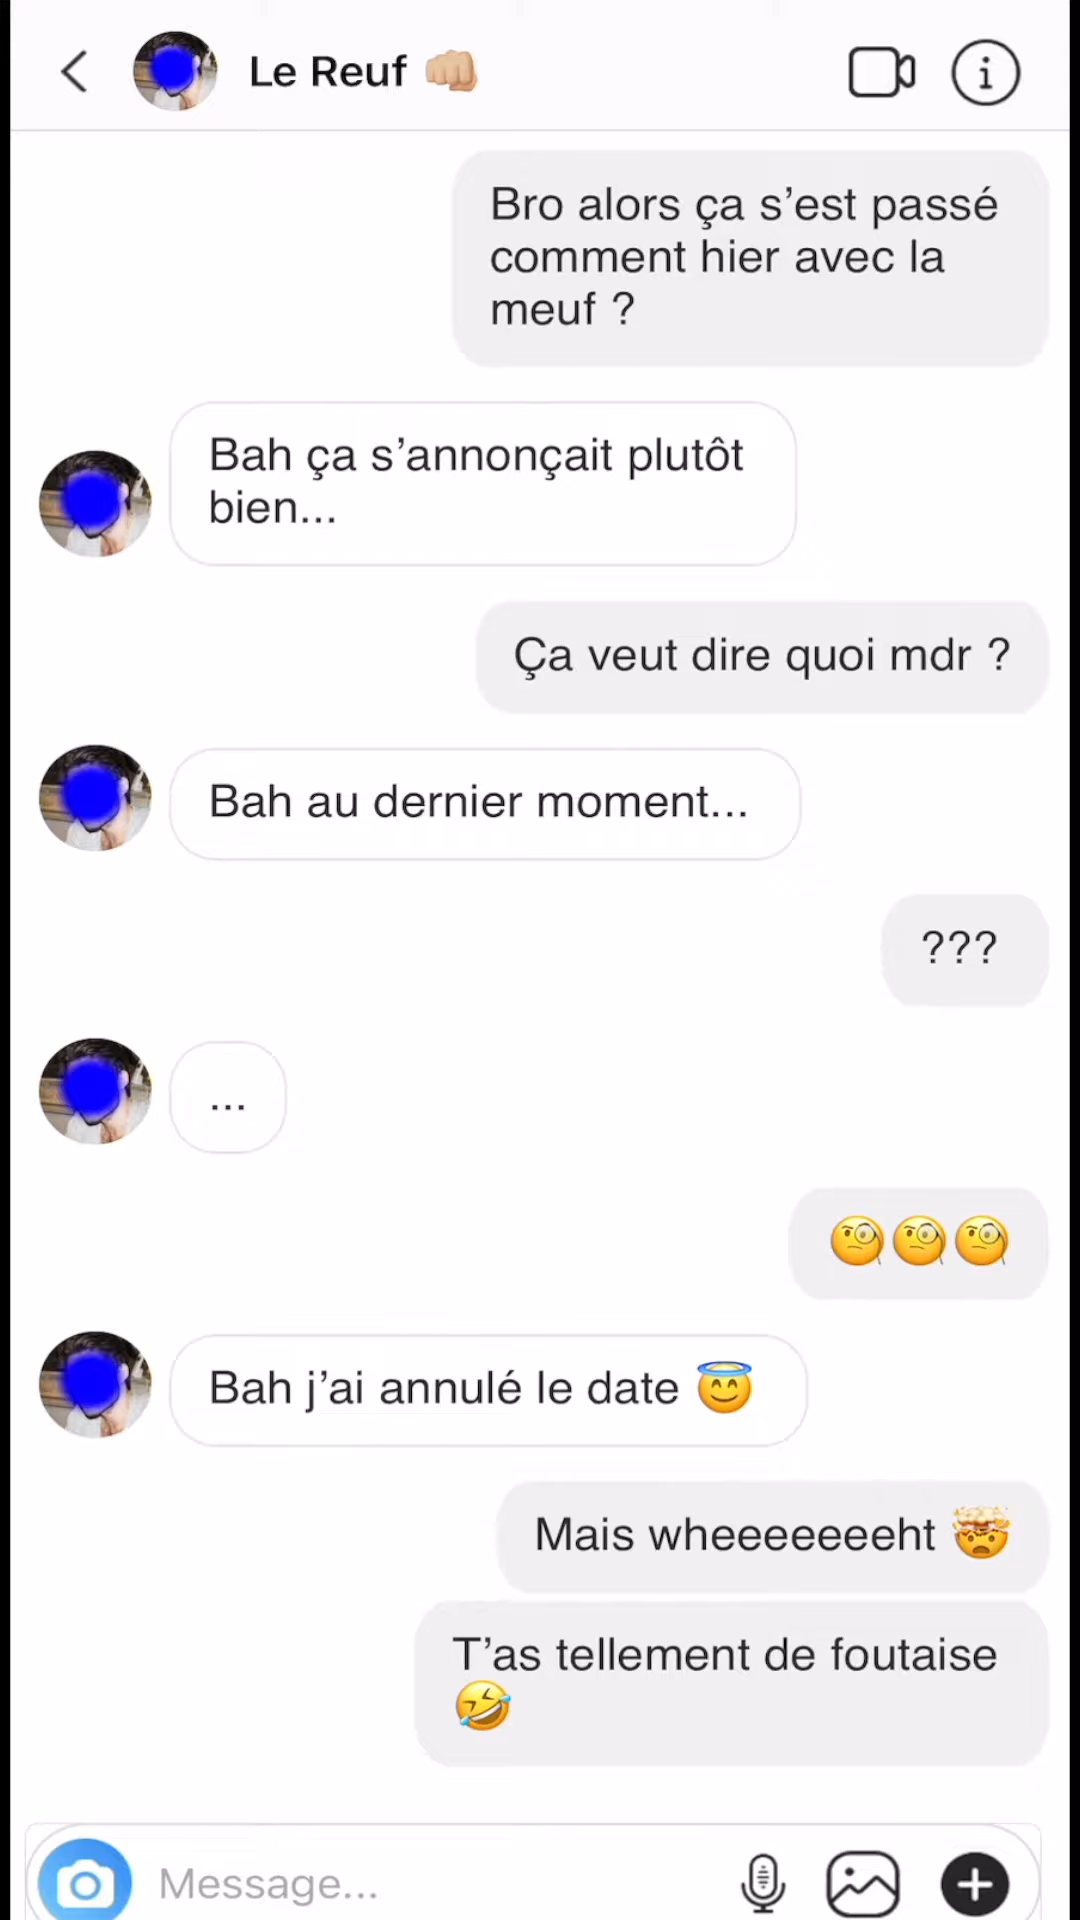 Le Reuf 👊🏼
Bro alors ça s’est passé
comment hier avec la
meuf ?
Bah ça s’annonçait plutôt
bien...
Ça veut dire quoi mdr ?
Bah au dernier moment...
???
...
🧐🧐🧐
Bah j’ai annulé le date 😇
Mais wheeeeeeeht 🤯
T’as tellement de foutaise
🤣
Message...